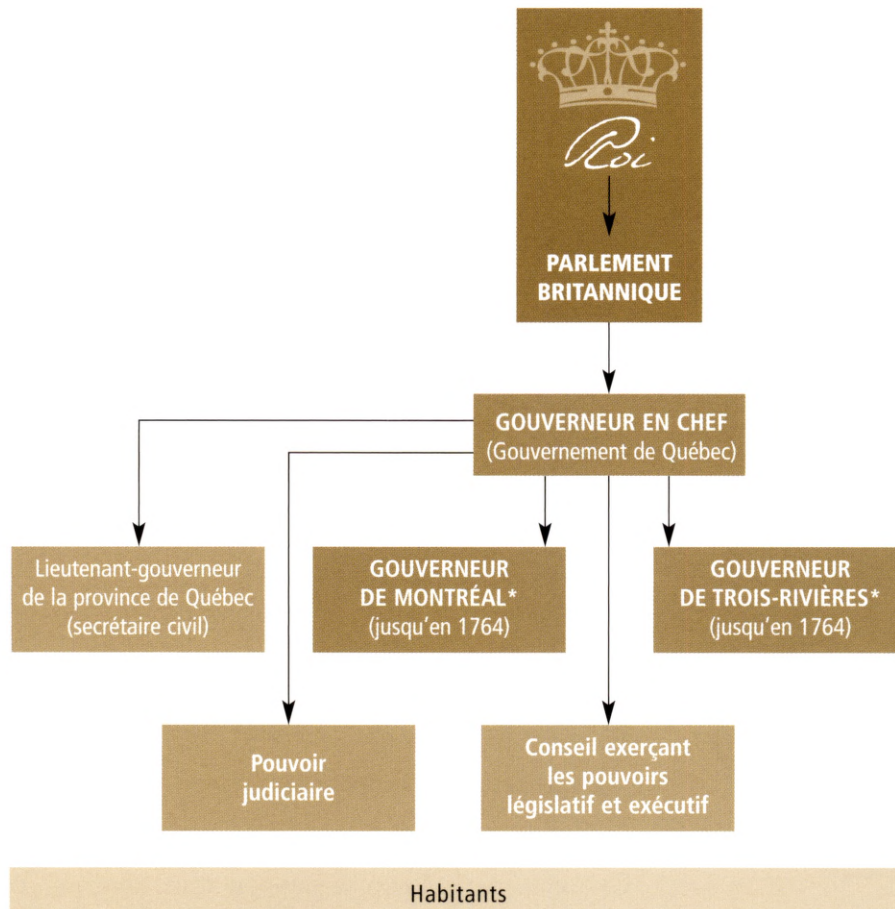 Roi
PARLEMENT
BRITANNIQUE
GOUVERNEUR EN CHEF
(Gouvernement de Québec)
Lieutenant-gouverneur
de la province de Québec
(secrétaire civil)
GOUVERNEUR
DE MONTRÉAL*
(jusqu'en 1764)
GOUVERNEUR
DE TROIS-RIVIÈRES*
(jusqu'en 1764)
Pouvoir
judiciaire
Conseil exerçant
les pouvoirs
législatif et exécutif
Habitants